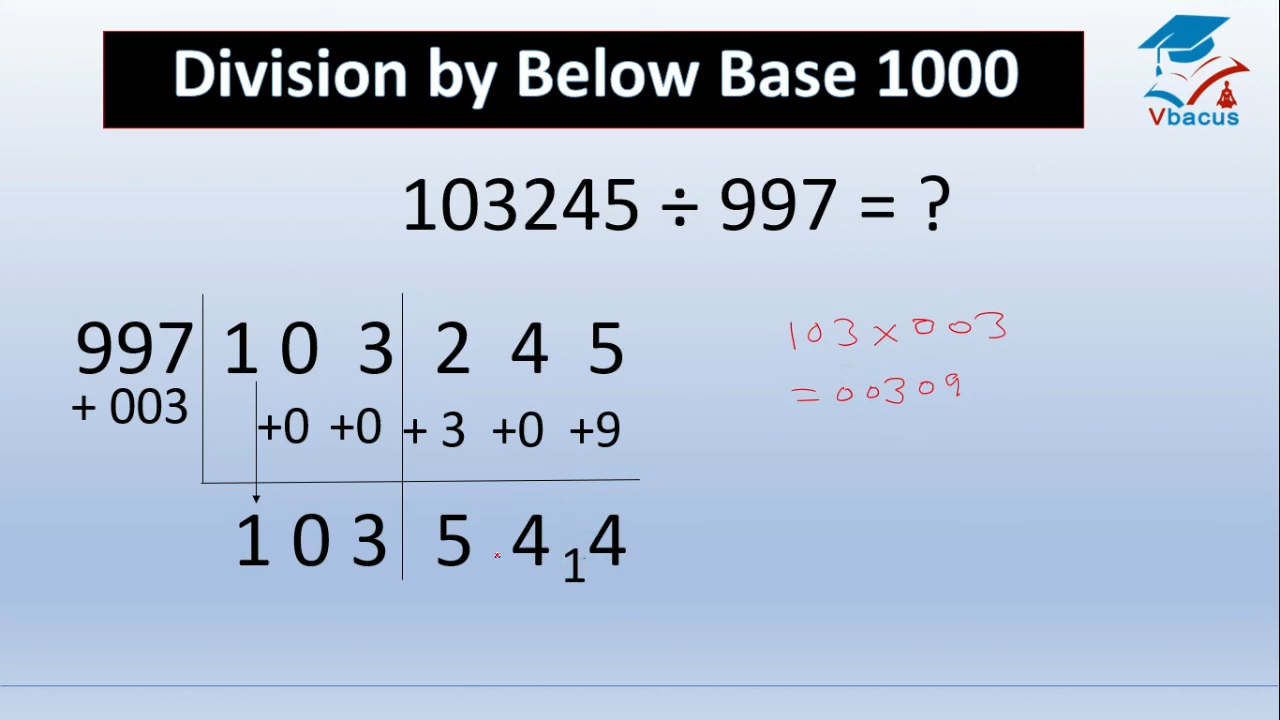 Division by Below Base 1000
Vbacus
103245 ÷ 997 = ?
997 1 0 3 2 4 5
+ 003 +0 +0 + 3 +0 +9
1 0 3 5 4 1 4
103 × 003
= 00309